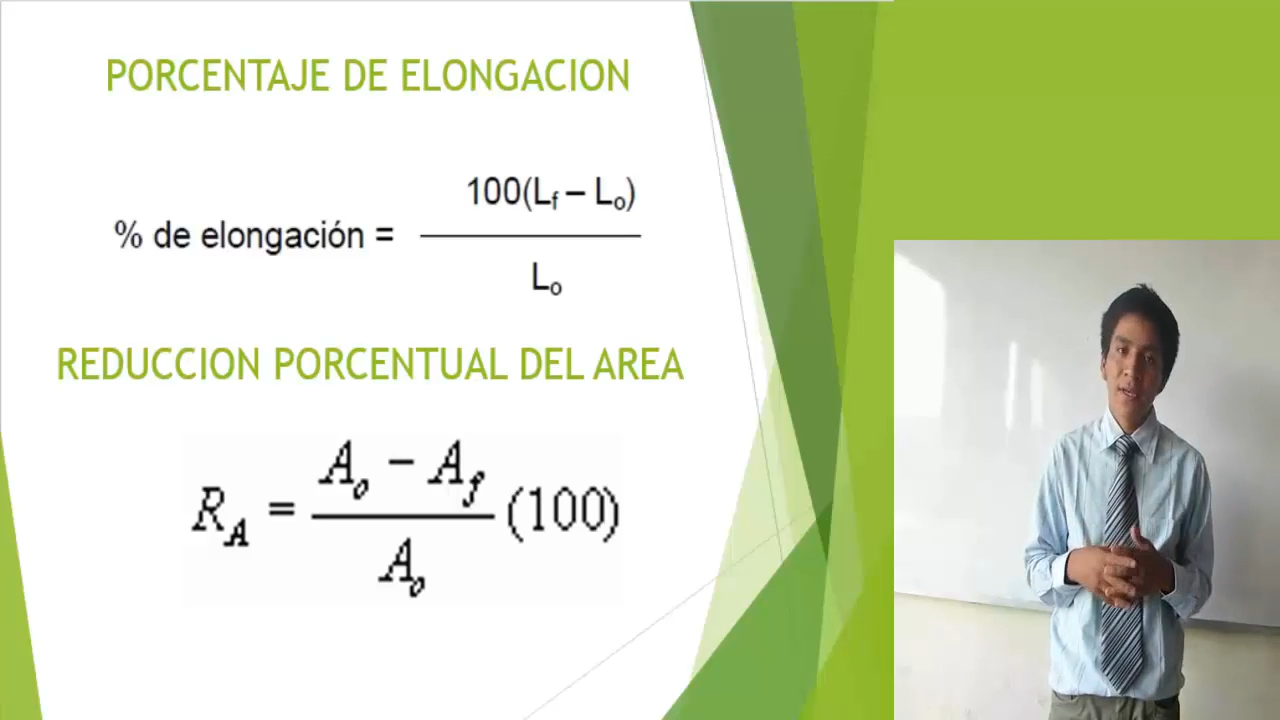 PORCENTAJE DE ELONGACION
% de elongación = 100(Lf – Lo) / Lo
REDUCCION PORCENTUAL DEL AREA
RA = Ao − Af / Ao (100)